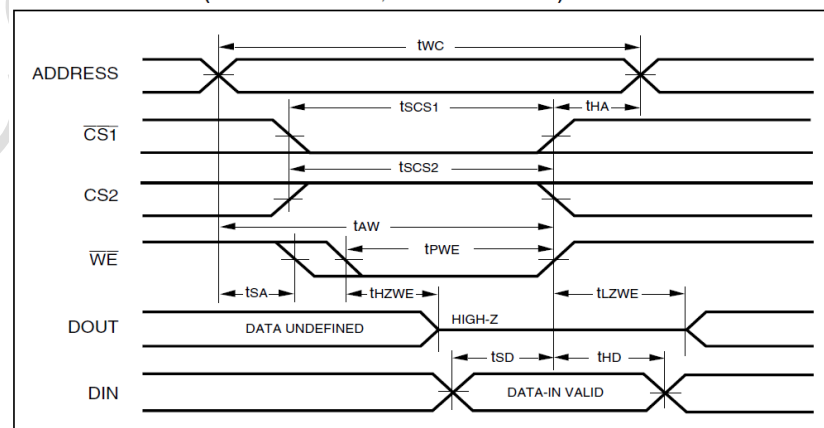 tWC
ADDRESS
tSCS1
tHA
CS1
tSCS2
CS2
tAW
tPWE
WE
tSA
tHZWE
tLZWE
DOUT
DATA UNDEFINED
HIGH-Z
tSD
tHD
DIN
DATA-IN VALID